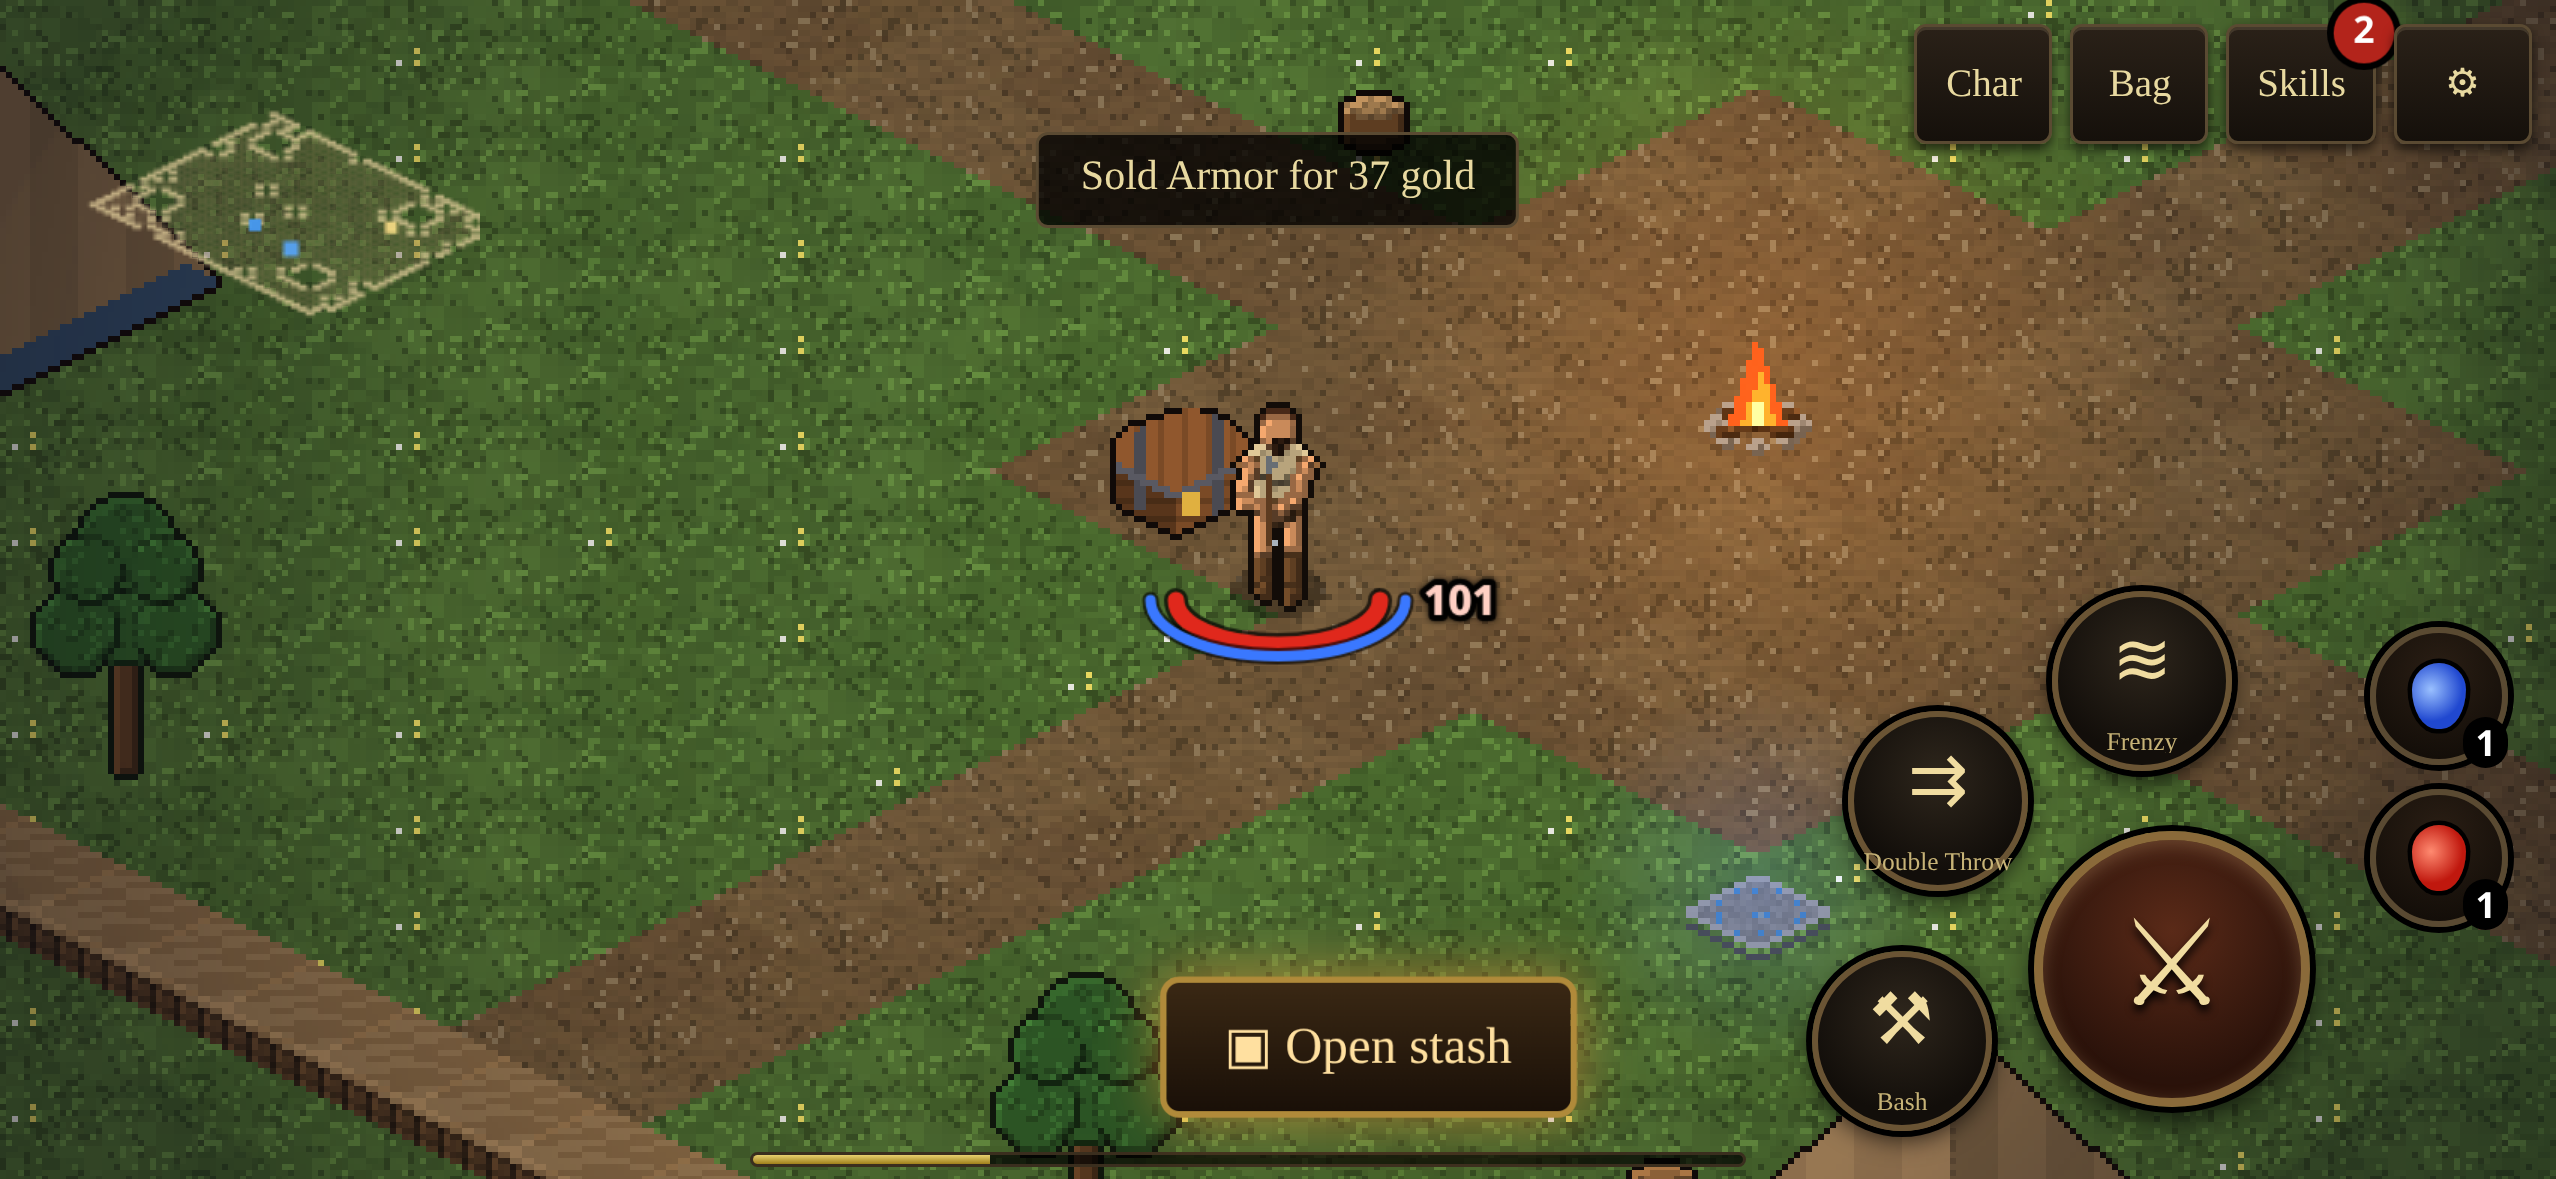 2
Char
Bag
Skills
Sold Armor for 37 gold
101
Frenzy
1
Double Throw
1
Open stash
Bash